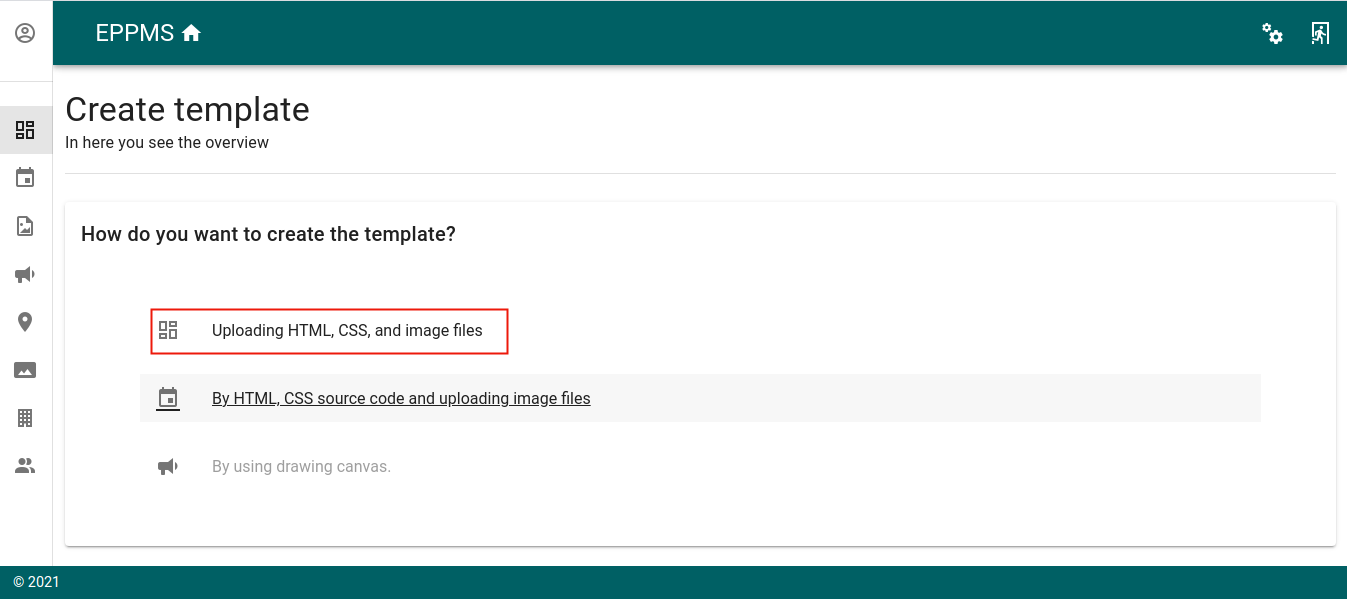 EPPMS
Create template
In here you see the overview
How do you want to create the template?
Uploading HTML, CSS, and image files
By HTML, CSS source code and uploading image files
By using drawing canvas.
© 2021